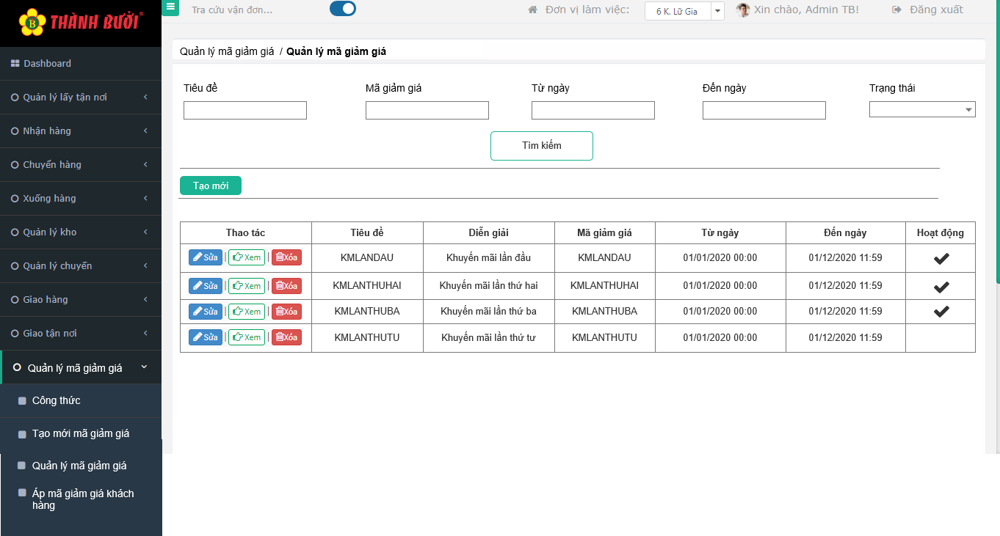 THÀNH BƯỞI®
B
Tra cứu vận đơn...
Đơn vị làm việc:
6 K. Lữ Gia
Xin chào, Admin TB!
Đăng xuất
Dashboard
Quản lý lấy tận nơi
Nhận hàng
Chuyển hàng
Xuống hàng
Quản lý kho
Quản lý chuyến
Giao hàng
Giao tận nơi
Quản lý mã giảm giá
Công thức
Tạo mới mã giảm giá
Quản lý mã giảm giá
Áp mã giảm giá khách
hàng
Quản lý mã giảm giá / Quản lý mã giảm giá
Tiêu đề Mã giảm giá Từ ngày Đến ngày Trạng thái
Tìm kiếm
Tạo mới
Thao tác Tiêu đề Diễn giải Mã giảm giá Từ ngày Đến ngày Hoạt động
Sửa | Xem | Xóa KMLANDAU Khuyến mãi lần đầu KMLANDAU 01/01/2020 00:00 01/12/2020 11:59
Sửa | Xem | Xóa KMLANTHUHAI Khuyến mãi lần thứ hai KMLANTHUHAI 01/01/2020 00:00 01/12/2020 11:59
Sửa | Xem | Xóa KMLANTHUBA Khuyến mãi lần thứ ba KMLANTHUBA 01/01/2020 00:00 01/12/2020 11:59
Sửa | Xem | Xóa KMLANTHUTU Khuyến mãi lần thứ tư KMLANTHUTU 01/01/2020 00:00 01/12/2020 11:59